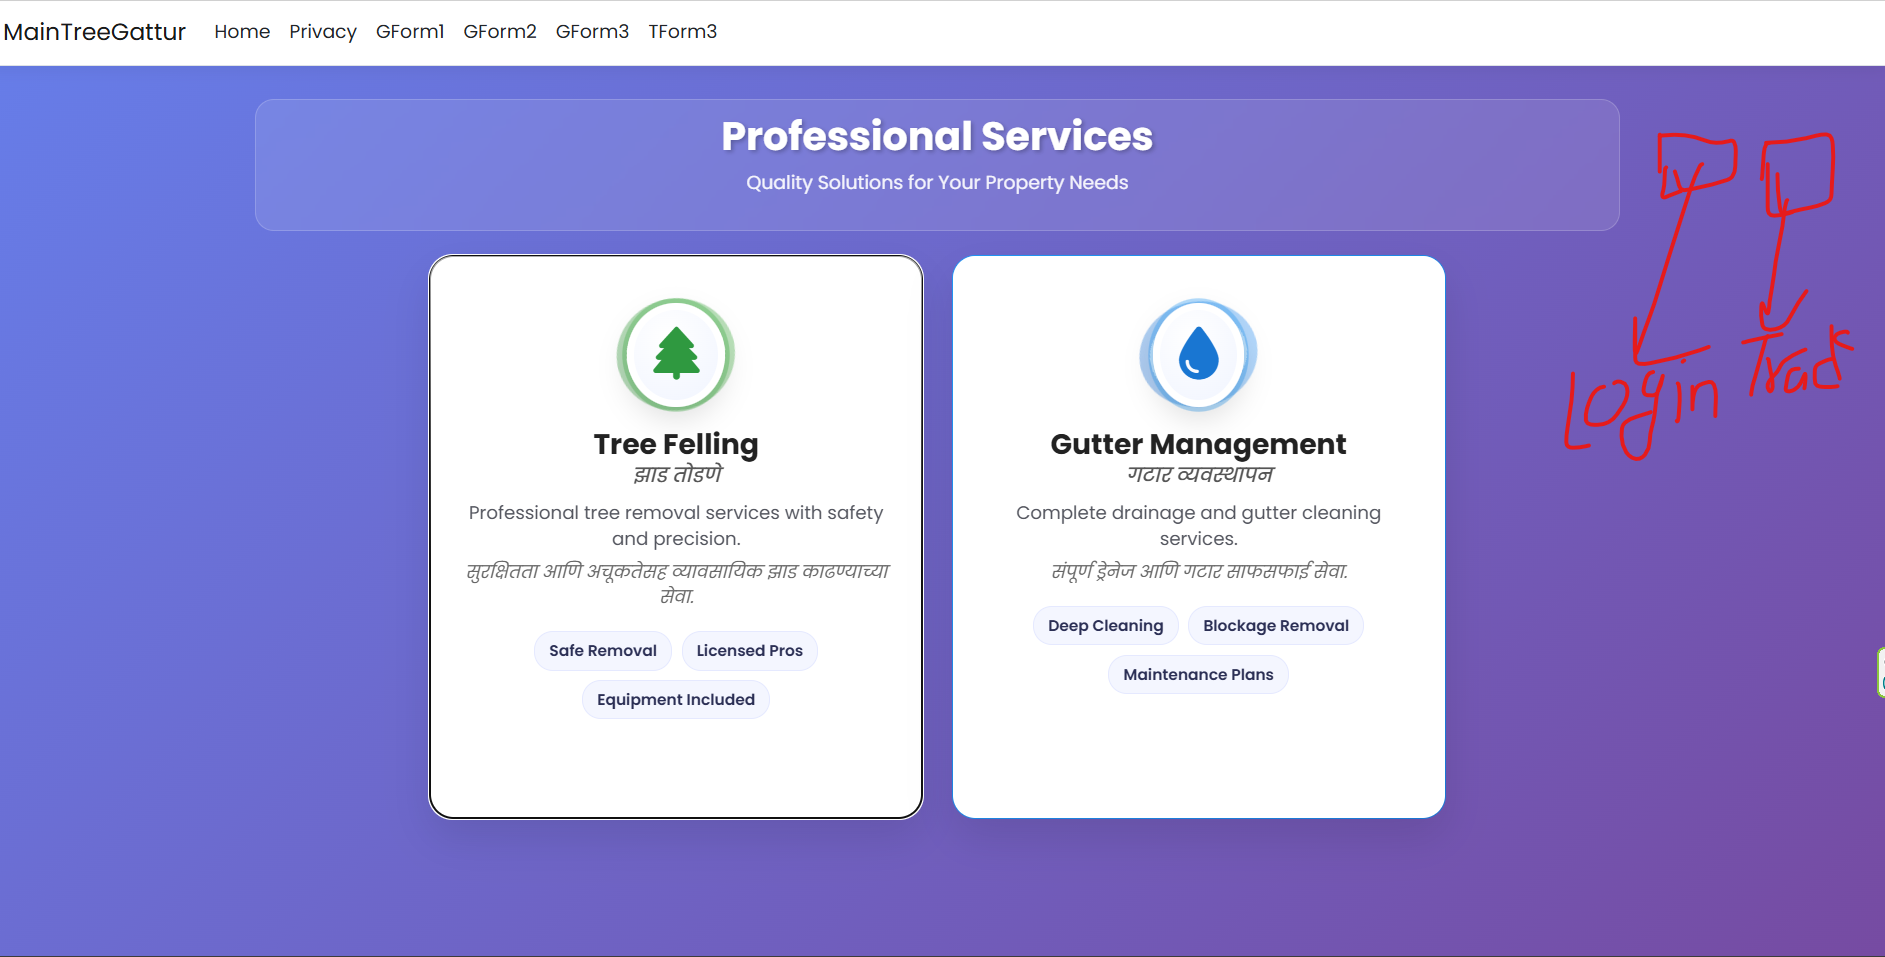 MainTreeGattur Home Privacy GForm1 GForm2 GForm3 TForm3
Professional Services
Quality Solutions for Your Property Needs
Tree Felling
झाड तोडणे
Professional tree removal services with safety
and precision.
सुरक्षितता आणि अचूकतेसह व्यावसायिक झाड काढण्याच्या
सेवा.
Safe Removal Licensed Pros
Equipment Included
Gutter Management
गटार व्यवस्थापन
Complete drainage and gutter cleaning
services.
संपूर्ण ड्रेनेज आणि गटार साफसफाई सेवा.
Deep Cleaning Blockage Removal
Maintenance Plans
Login Track